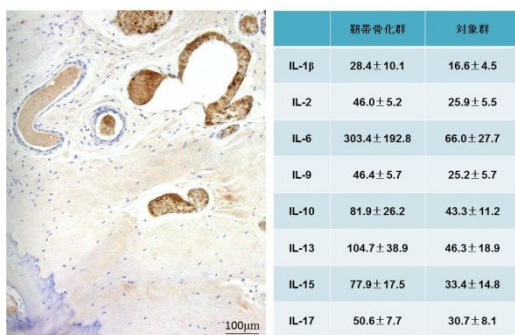 100μm
靭帯骨化群 対象群
IL-1β 28.4±10.1 16.6±4.5
IL-2 46.0±5.2 25.9±5.5
IL-6 303.4±192.8 66.0±27.7
IL-9 46.4±5.7 25.2±5.7
IL-10 81.9±26.2 43.3±11.2
IL-13 104.7±38.9 46.3±18.9
IL-15 77.9±17.5 33.4±14.8
IL-17 50.6±7.7 30.7±8.1